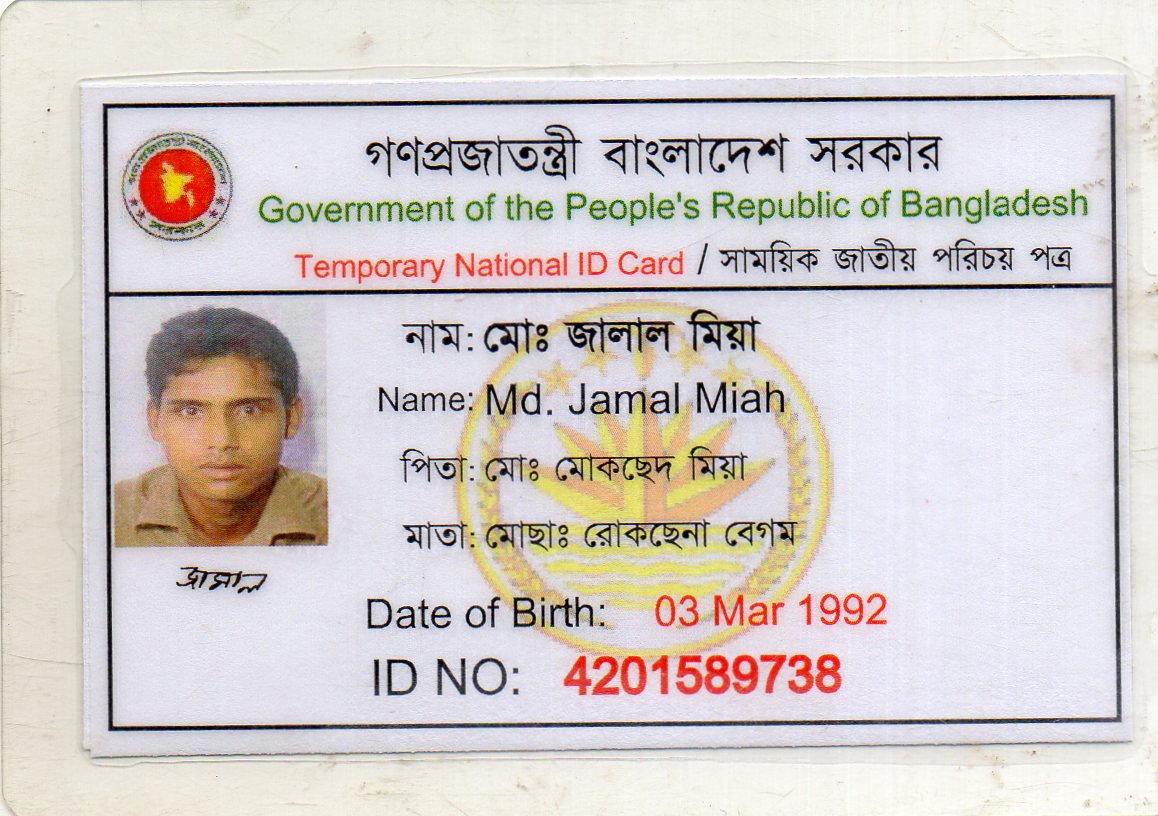 গণপ্রজাতন্ত্রী বাংলাদেশ সরকার
Government of the People's Republic of Bangladesh
Temporary National ID Card / সাময়িক জাতীয় পরিচয় পত্র
নাম: মোঃ জালাল মিয়া
Name: Md. Jamal Miah
পিতা: মোঃ মোকছেদ মিয়া
মাতা: মোছাঃ রোকছেনা বেগম
জামাল
Date of Birth: 03 Mar 1992
ID NO: 4201589738